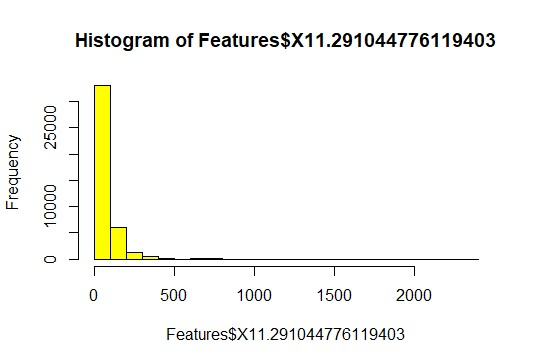 Histogram of Features$X11.291044776119403
Frequency
25000
10000
0
0 500 1000 1500 2000
Features$X11.291044776119403